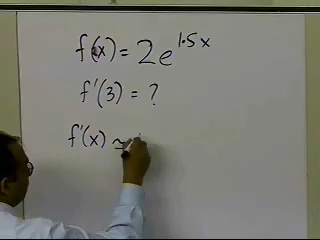 f(x) = 2e^1.5x
f'(3) = ?
f'(x) ≅